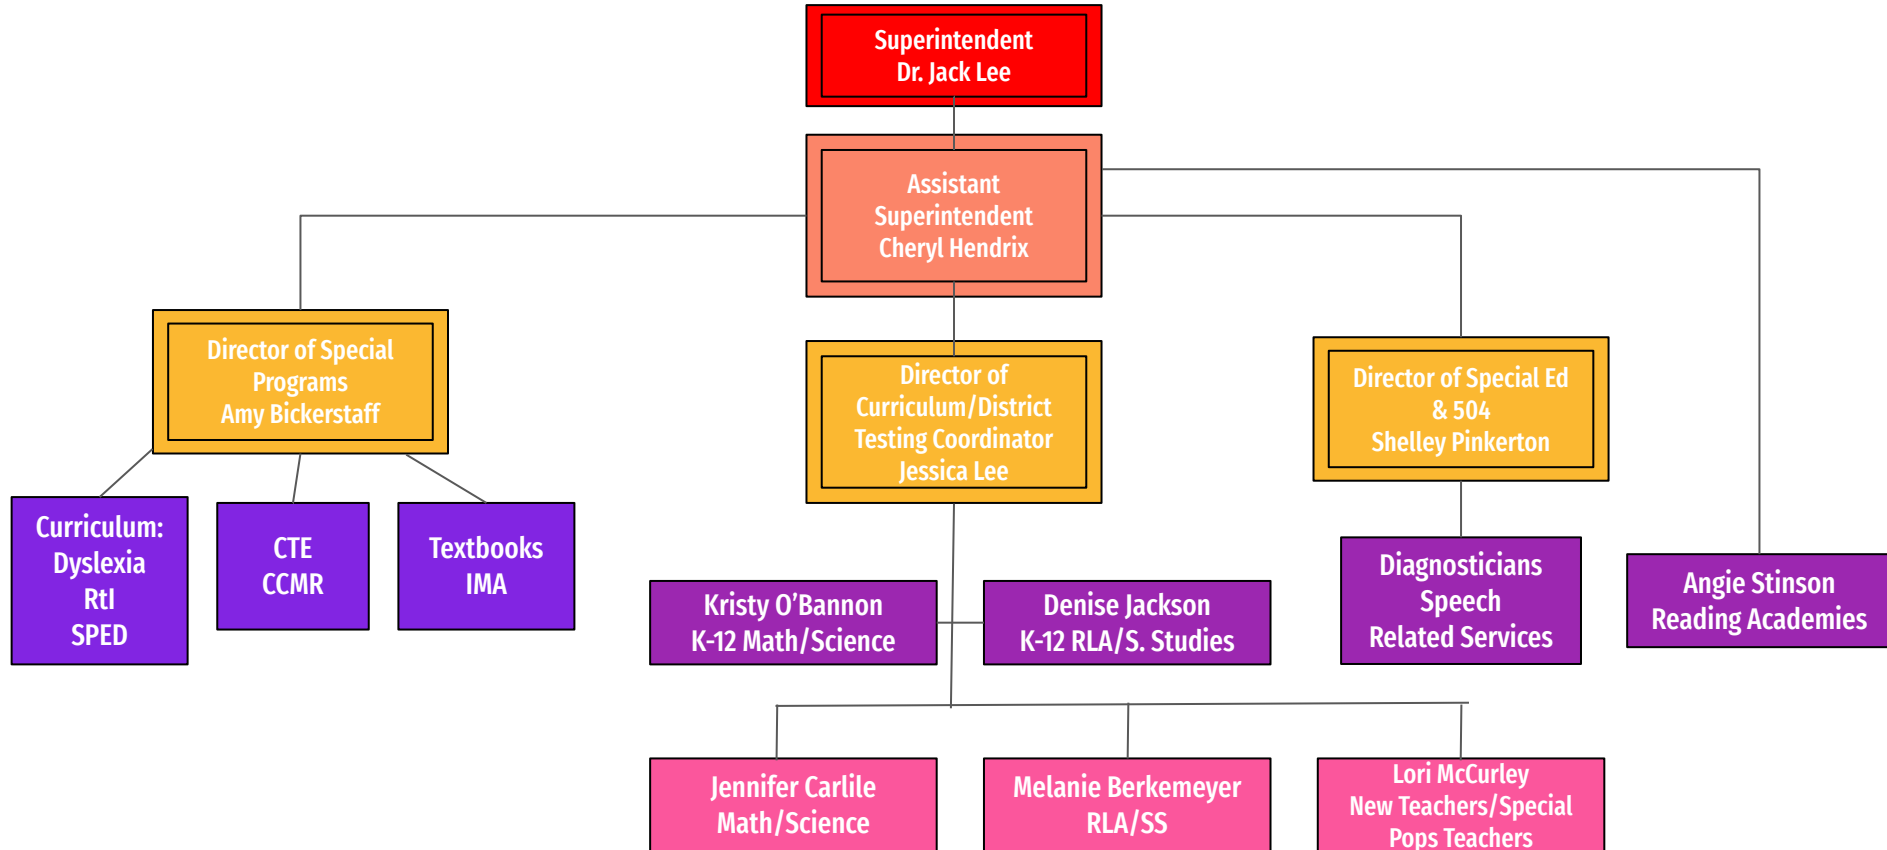 Superintendent
Dr. Jack Lee
Assistant
Superintendent
Cheryl Hendrix
Director of Special
Programs
Amy Bickerstaff
Director of
Curriculum/District
Testing Coordinator
Jessica Lee
Director of Special Ed
& 504
Shelley Pinkerton
Curriculum:
Dyslexia
RtI
SPED
CTE
CCMR
Textbooks
IMA
Kristy O’Bannon
K-12 Math/Science
Denise Jackson
K-12 RLA/S. Studies
Diagnosticians
Speech
Related Services
Angie Stinson
Reading Academies
Jennifer Carlile
Math/Science
Melanie Berkemeyer
RLA/SS
Lori McCurley
New Teachers/Special
Pops Teachers